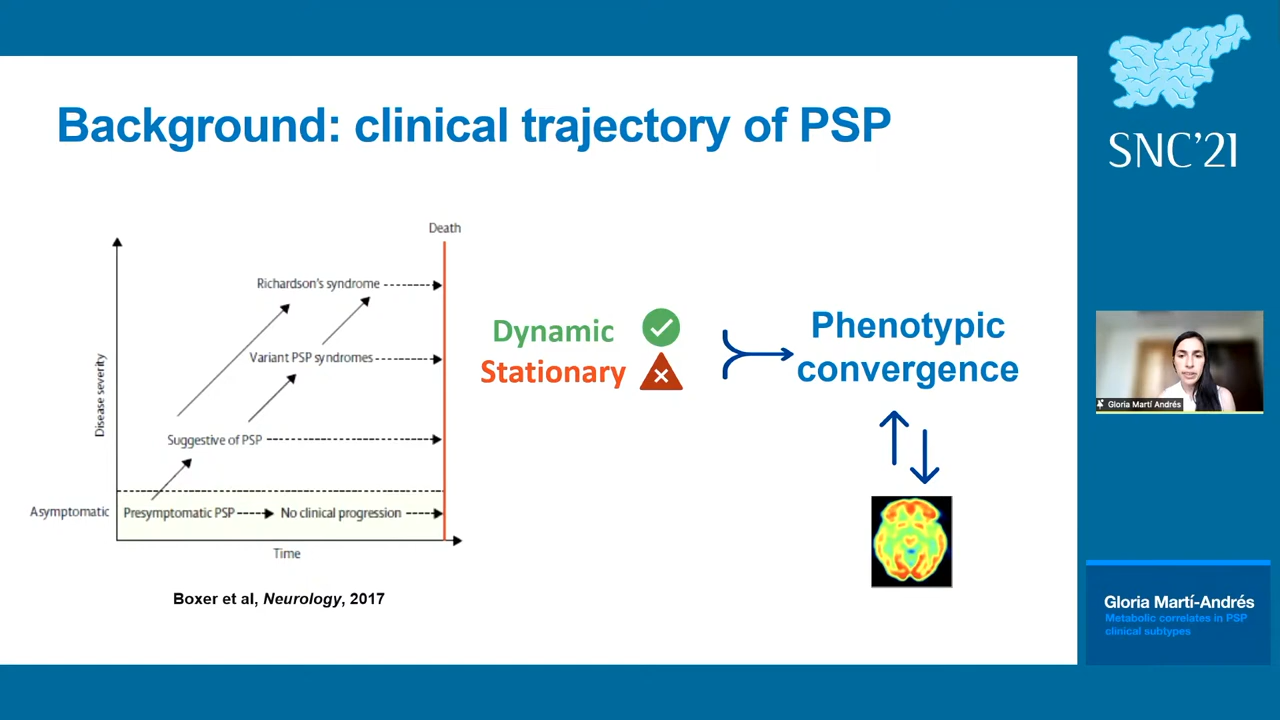 Background: clinical trajectory of PSP
SNC'21
Death
Richardson's syndrome
Variant PSP syndromes
Disease severity
Suggestive of PSP
Asymptomatic
Presymptomatic PSP
No clinical progression
Time
Boxer et al, Neurology, 2017
Dynamic
Stationary
Phenotypic
convergence
Gloria Martí Andrés
Gloria Martí-Andrés
Metabolic correlates in PSP
clinical subtypes